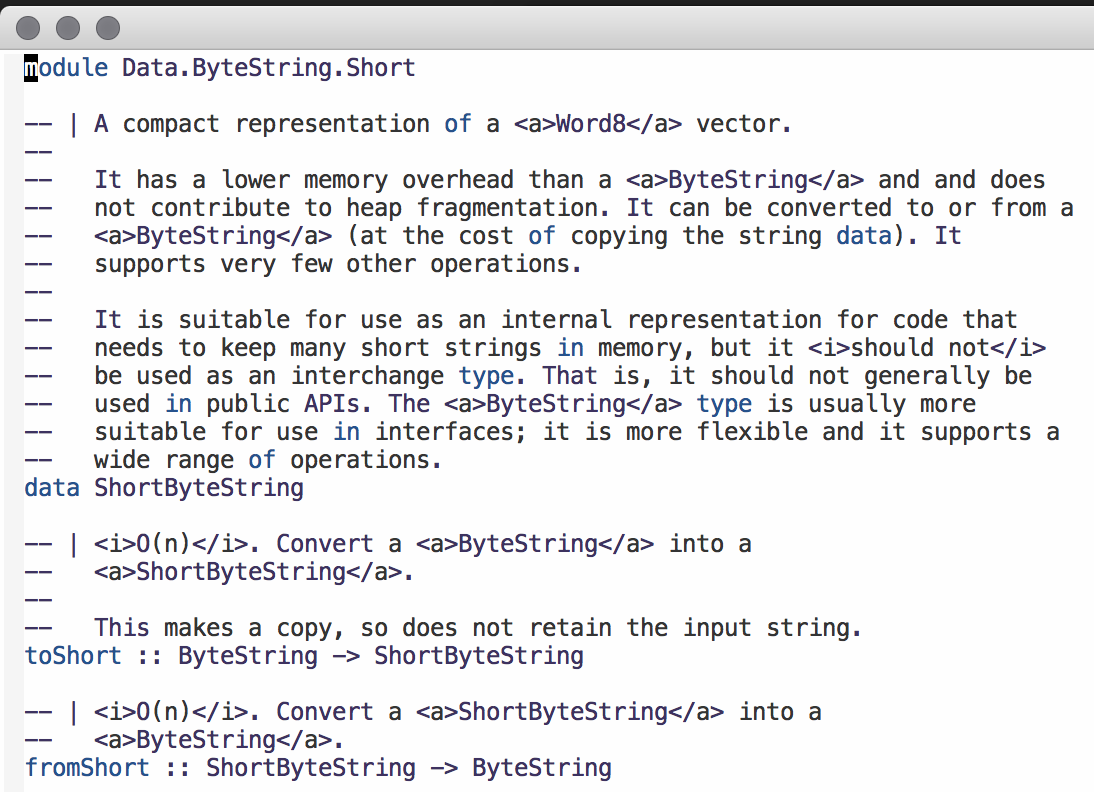 module Data.ByteString.Short
-- | A compact representation of a <a>Word8</a> vector.
--
--   It has a lower memory overhead than a <a>ByteString</a> and and does
--   not contribute to heap fragmentation. It can be converted to or from a
--   <a>ByteString</a> (at the cost of copying the string data). It
--   supports very few other operations.
--
--   It is suitable for use as an internal representation for code that
--   needs to keep many short strings in memory, but it <i>should not</i>
--   be used as an interchange type. That is, it should not generally be
--   used in public APIs. The <a>ByteString</a> type is usually more
--   suitable for use in interfaces; it is more flexible and it supports a
--   wide range of operations.
data ShortByteString
-- | <i>O(n)</i>. Convert a <a>ByteString</a> into a
--   <a>ShortByteString</a>.
--
--   This makes a copy, so does not retain the input string.
toShort :: ByteString -> ShortByteString
-- | <i>O(n)</i>. Convert a <a>ShortByteString</a> into a
--   <a>ByteString</a>.
fromShort :: ShortByteString -> ByteString